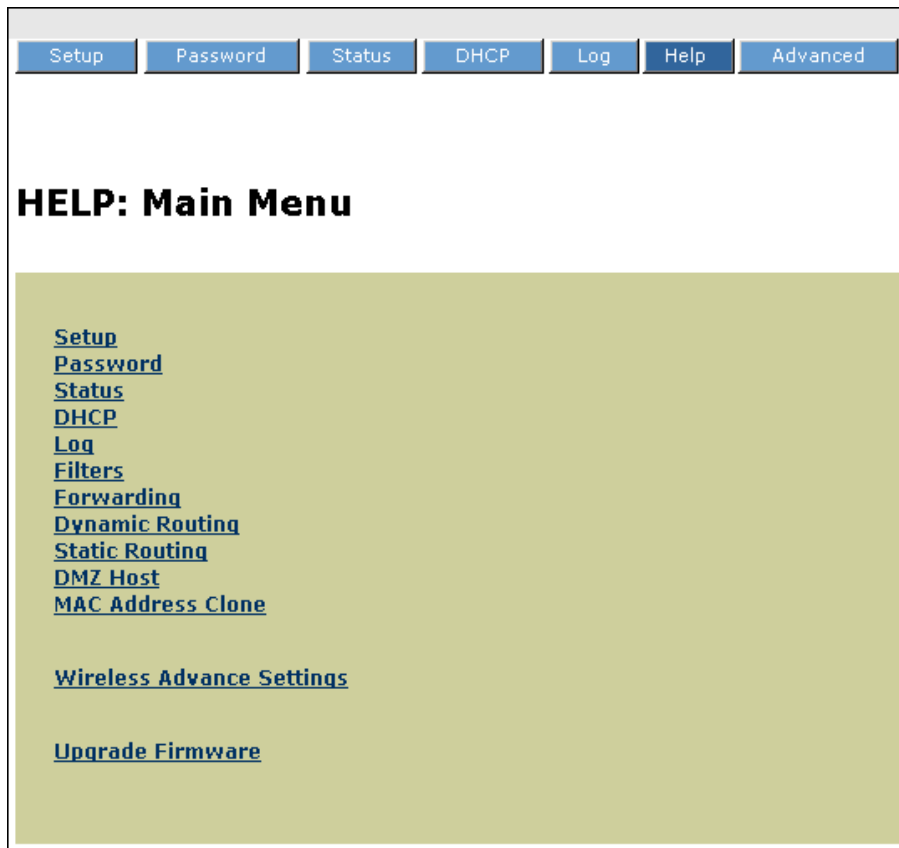 Setup Password Status DHCP Log Help Advanced
HELP: Main Menu
Setup
Password
Status
DHCP
Log
Filters
Forwarding
Dynamic Routing
Static Routing
DMZ Host
MAC Address Clone
Wireless Advance Settings
Upgrade Firmware